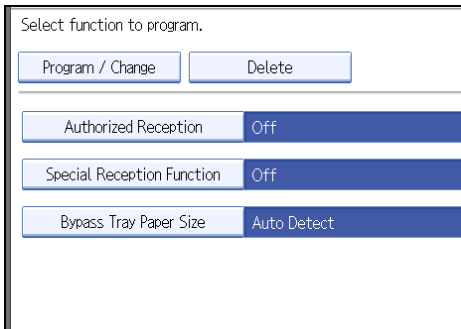 Select function to program.
Program / Change Delete
Authorized Reception Off
Special Reception Function Off
Bypass Tray Paper Size Auto Detect